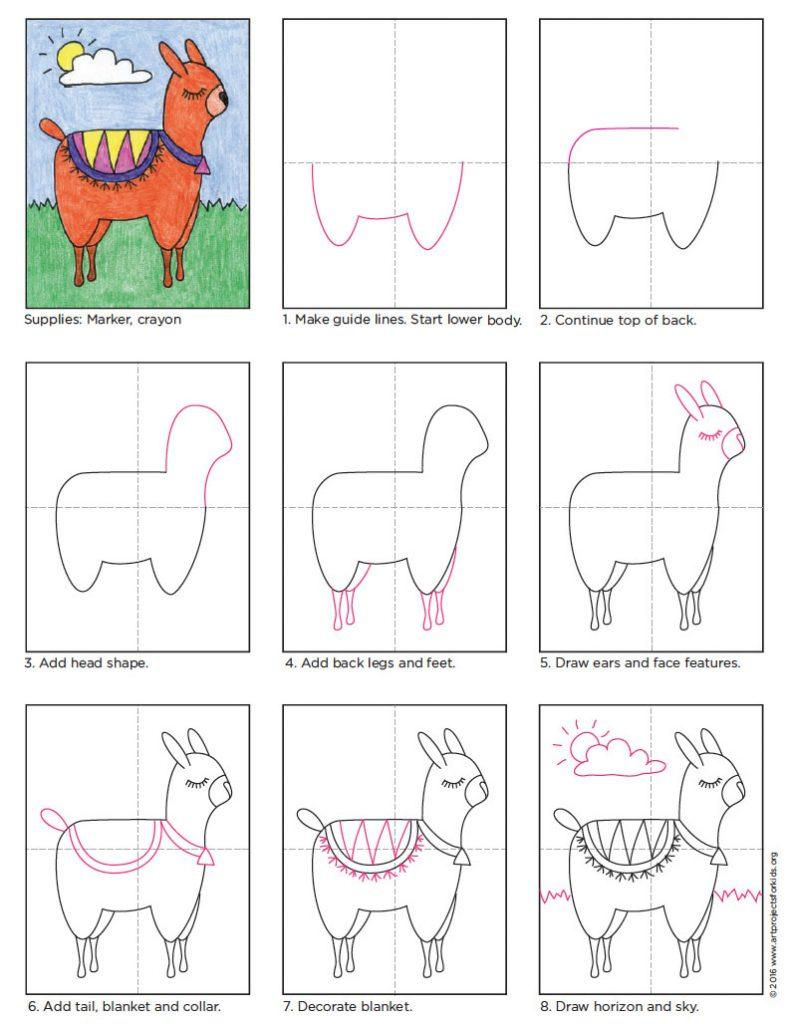 Supplies: Marker, crayon
1. Make guide lines. Start lower body.
2. Continue top of back.
3. Add head shape.
4. Add back legs and feet.
5. Draw ears and face features.
6. Add tail, blanket and collar.
7. Decorate blanket.
8. Draw horizon and sky.
© 2016 www.artprojectsforkids.org